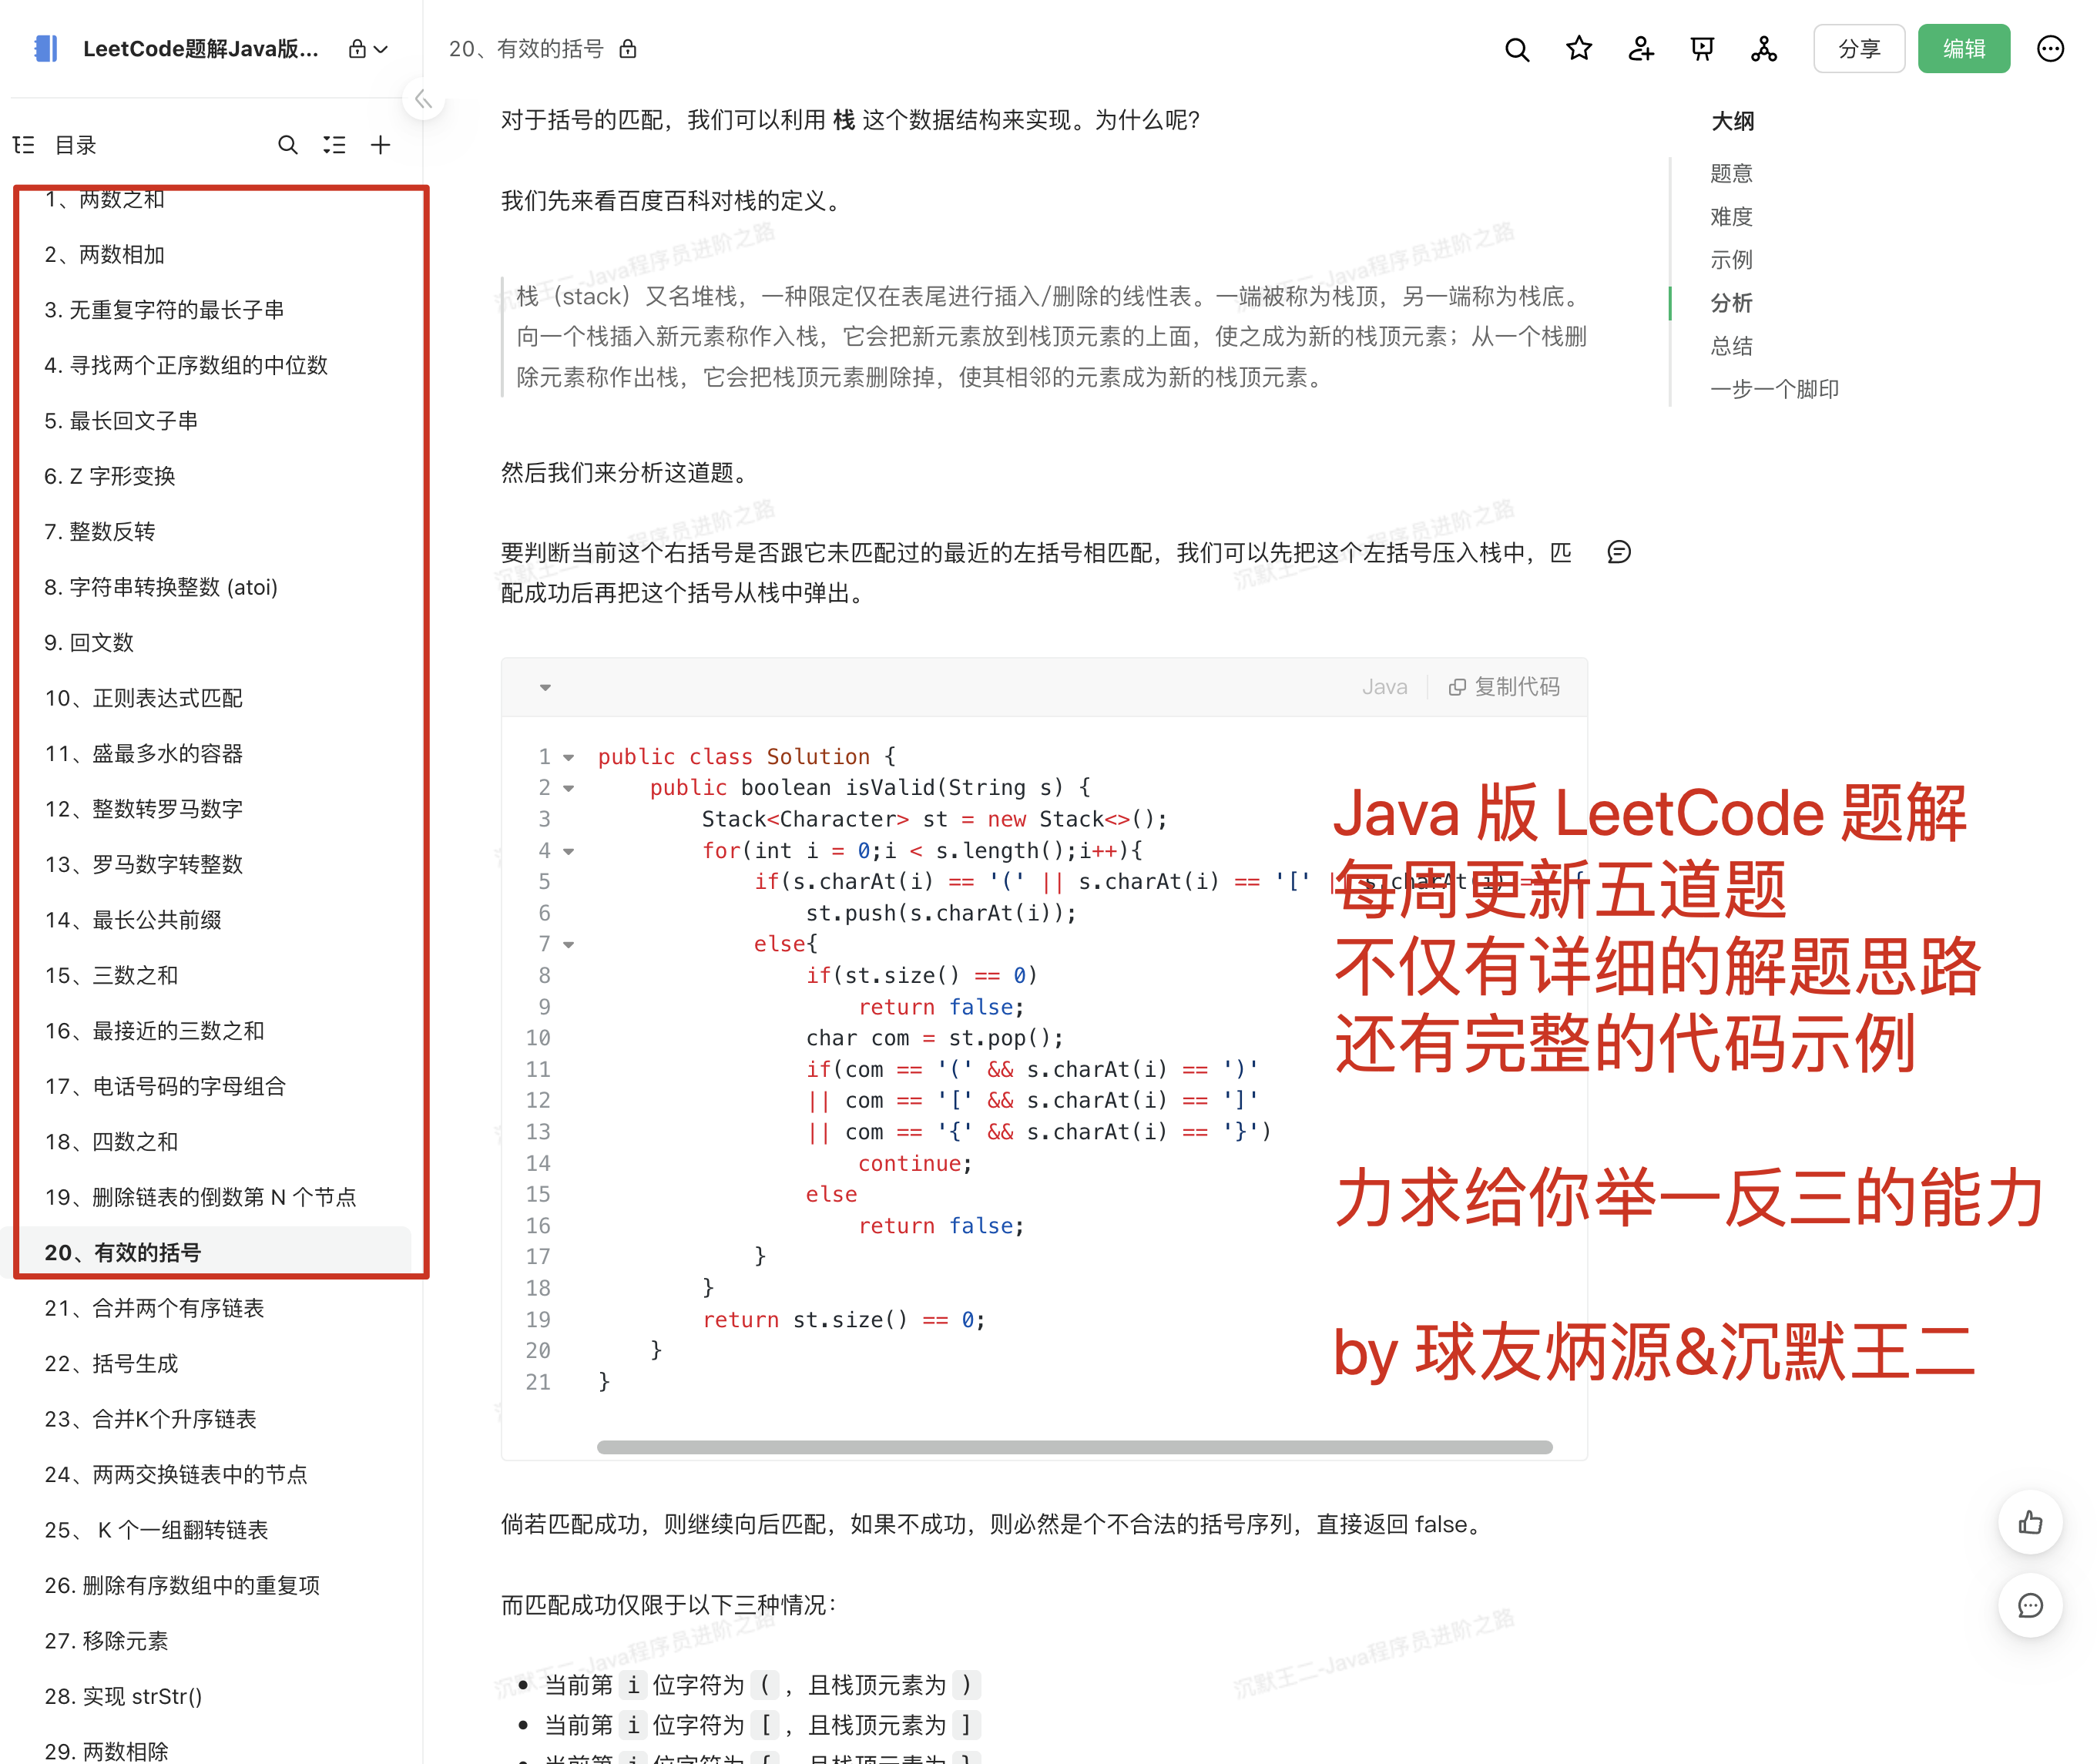 LeetCode题解Java版...
20、有效的括号
分享
编辑
目录
1、两数之和
2、两数相加
3. 无重复字符的最长子串
4. 寻找两个正序数组的中位数
5. 最长回文子串
6. Z 字形变换
7. 整数反转
8. 字符串转换整数 (atoi)
9. 回文数
10、正则表达式匹配
11、盛最多水的容器
12、整数转罗马数字
13、罗马数字转整数
14、最长公共前缀
15、三数之和
16、最接近的三数之和
17、电话号码的字母组合
18、四数之和
19、删除链表的倒数第 N 个节点
20、有效的括号
21、合并两个有序链表
22、括号生成
23、合并K个升序链表
24、两两交换链表中的节点
25、 K 个一组翻转链表
26. 删除有序数组中的重复项
27. 移除元素
28. 实现 strStr()
29. 两数相除
对于括号的匹配，我们可以利用 栈 这个数据结构来实现。为什么呢？
我们先来看百度百科对栈的定义。
栈（stack）又名堆栈，一种限定仅在表尾进行插入/删除的线性表。一端被称为栈顶，另一端称为栈底。
向一个栈插入新元素称作入栈，它会把新元素放到栈顶元素的上面，使之成为新的栈顶元素；从一个栈删
除元素称作出栈，它会把栈顶元素删除掉，使其相邻的元素成为新的栈顶元素。
然后我们来分析这道题。
要判断当前这个右括号是否跟它未匹配过的最近的左括号相匹配，我们可以先把这个左括号压入栈中，匹
配成功后再把这个括号从栈中弹出。
Java 复制代码
1 public class Solution {
2 public boolean isValid(String s) {
3 Stack<Character> st = new Stack<>();
4 for(int i = 0;i < s.length();i++){
5 if(s.charAt(i) == '(' || s.charAt(i) == '[' || s.charAt(i) == '{
6 st.push(s.charAt(i));
7 else{
8 if(st.size() == 0)
9 return false;
10 char com = st.pop();
11 if(com == '(' && s.charAt(i) == ')'
12 || com == '[' && s.charAt(i) == ']'
13 || com == '{' && s.charAt(i) == '}')
14 continue;
15 else
16 return false;
17 }
18 }
19 return st.size() == 0;
20 }
21 }
倘若匹配成功，则继续向后匹配，如果不成功，则必然是个不合法的括号序列，直接返回 false。
而匹配成功仅限于以下三种情况：
• 当前第 i 位字符为 ( ，且栈顶元素为 )
• 当前第 i 位字符为 [ ，且栈顶元素为 ]
大纲
题意
难度
示例
分析
总结
一步一个脚印
Java 版 LeetCode 题解
每周更新五道题
不仅有详细的解题思路
还有完整的代码示例
力求给你举一反三的能力
by 球友炳源&沉默王二
沉默王二-Java程序员进阶之路
沉默王二-Java程序员进阶之路